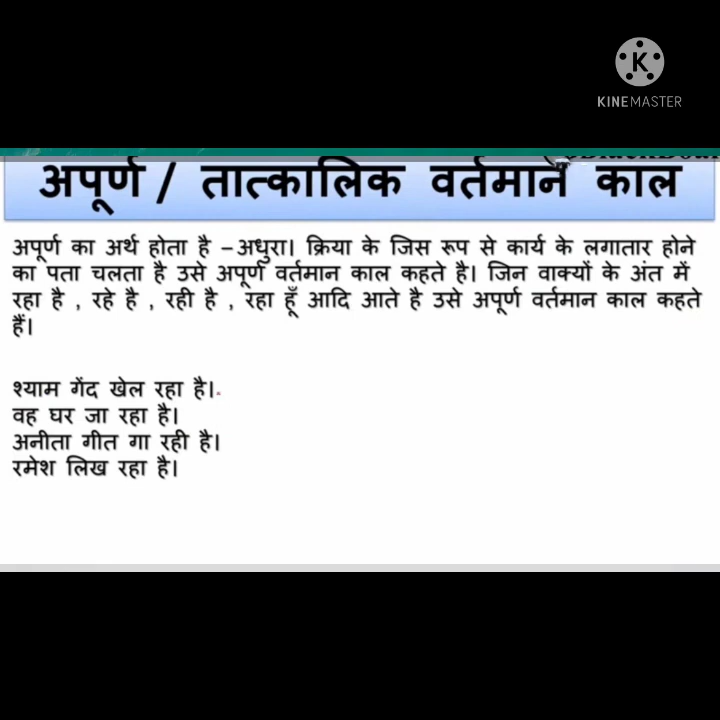 KINEMASTER
अपूर्ण / तात्कालिक वर्तमान काल
अपूर्ण का अर्थ होता है – अधुरा। क्रिया के जिस रूप से कार्य के लगातार होने
का पता चलता है उसे अपूर्ण वर्तमान काल कहते है। जिन वाक्यों के अंत में
रहा है , रहे है , रही है , रहा हूँ आदि आते है उसे अपूर्ण वर्तमान काल कहते
हैं।
श्याम गेंद खेल रहा है।
वह घर जा रहा है।
अनीता गीत गा रही है।
रमेश लिख रहा है।